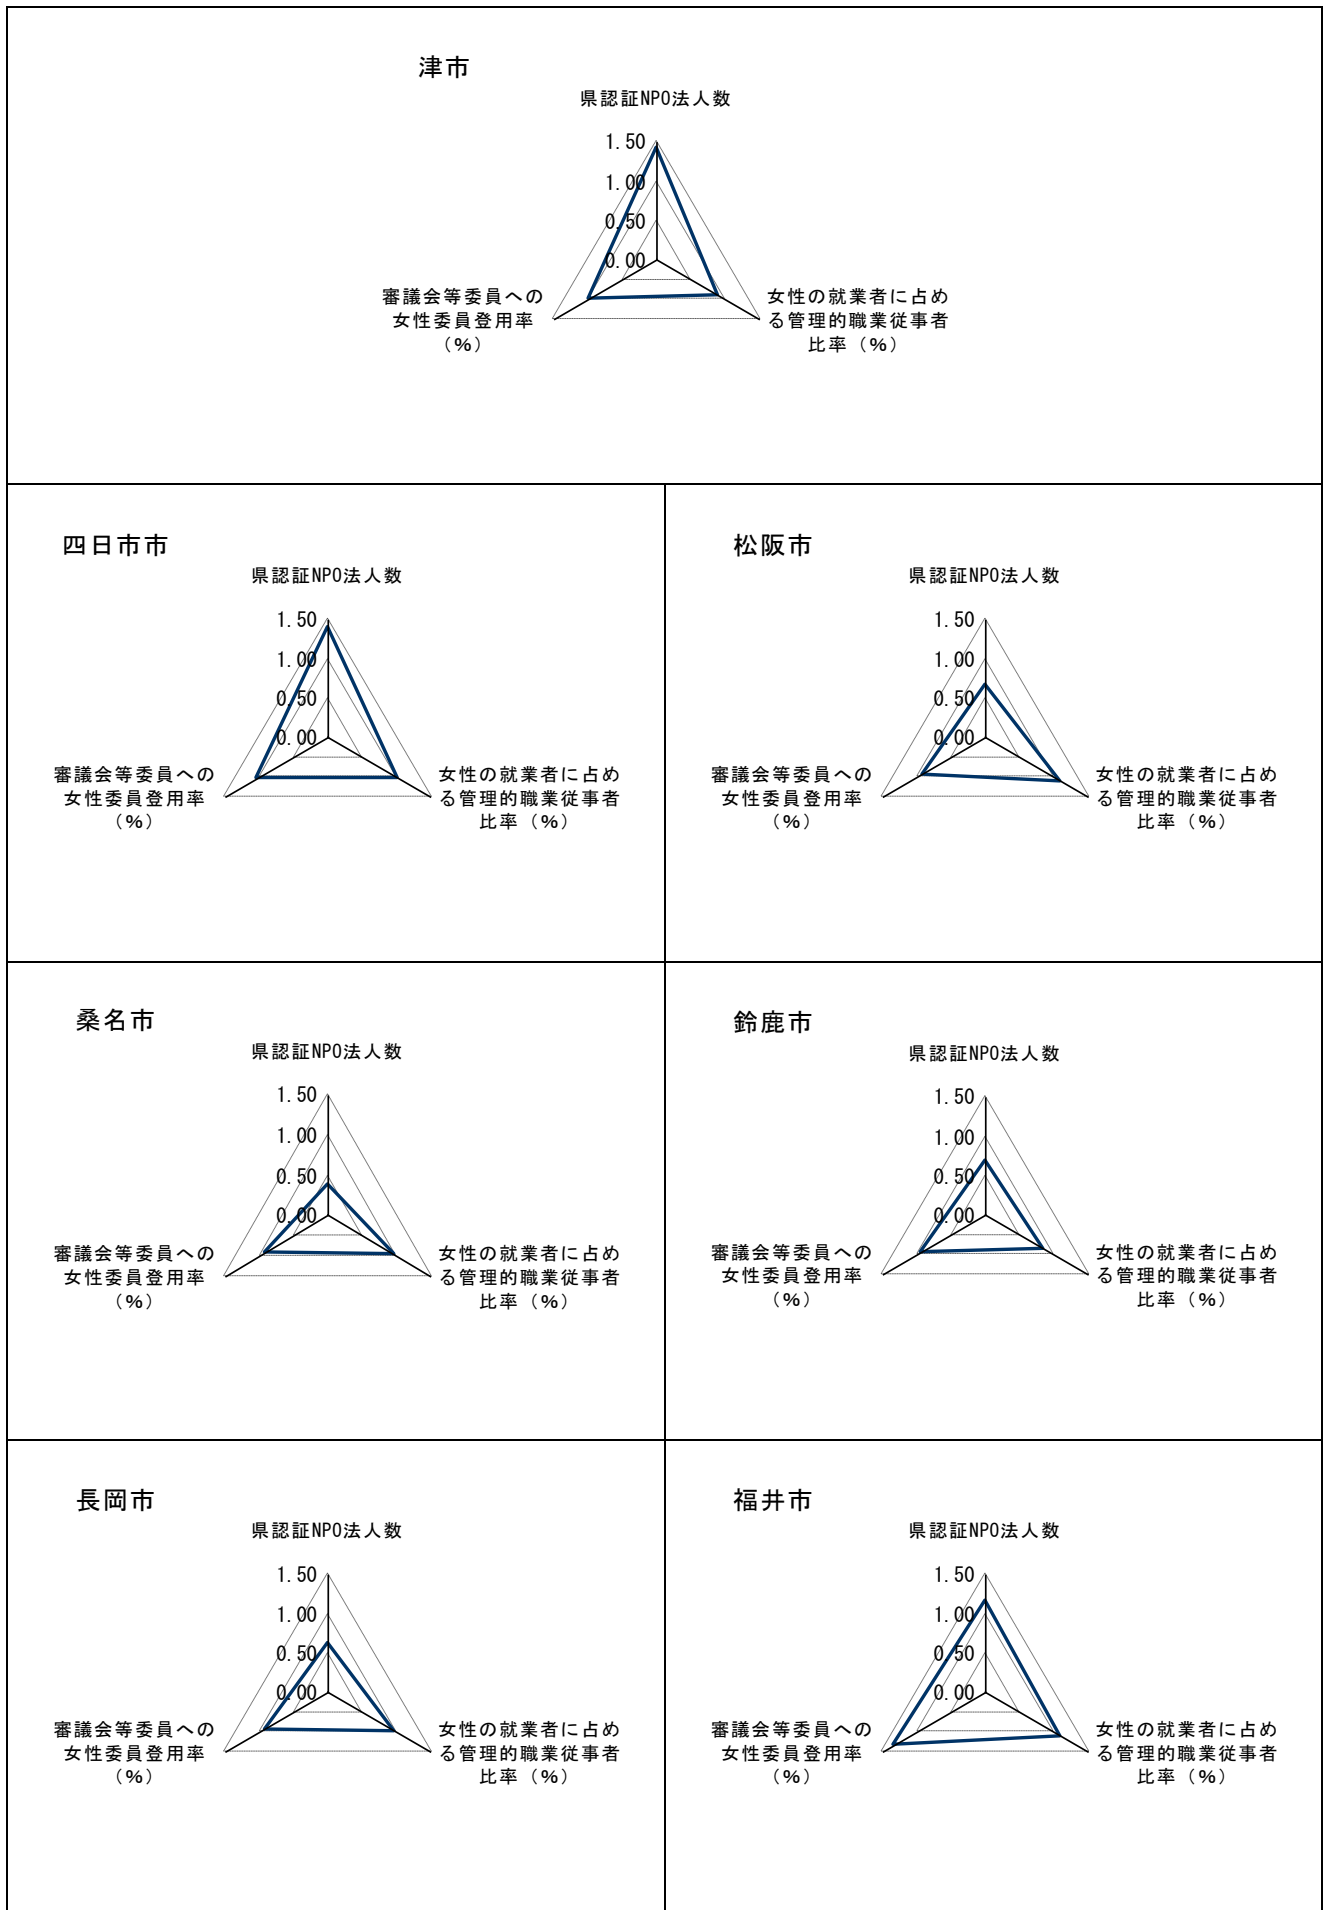 津市
県認証NPO法人数
1.50
1.00
0.50
0.00
審議会等委員への
女性委員登用率
（%）
女性の就業者に占め
る管理的職業従事者
比率（%）
四日市市
県認証NPO法人数
1.50
1.00
0.50
0.00
審議会等委員への
女性委員登用率
（%）
女性の就業者に占め
る管理的職業従事者
比率（%）
松阪市
県認証NPO法人数
1.50
1.00
0.50
0.00
審議会等委員への
女性委員登用率
（%）
女性の就業者に占め
る管理的職業従事者
比率（%）
桑名市
県認証NPO法人数
1.50
1.00
0.50
0.00
審議会等委員への
女性委員登用率
（%）
女性の就業者に占め
る管理的職業従事者
比率（%）
鈴鹿市
県認証NPO法人数
1.50
1.00
0.50
0.00
審議会等委員への
女性委員登用率
（%）
女性の就業者に占め
る管理的職業従事者
比率（%）
長岡市
県認証NPO法人数
1.50
1.00
0.50
0.00
審議会等委員への
女性委員登用率
（%）
女性の就業者に占め
る管理的職業従事者
比率（%）
福井市
県認証NPO法人数
1.50
1.00
0.50
0.00
審議会等委員への
女性委員登用率
（%）
女性の就業者に占め
る管理的職業従事者
比率（%）